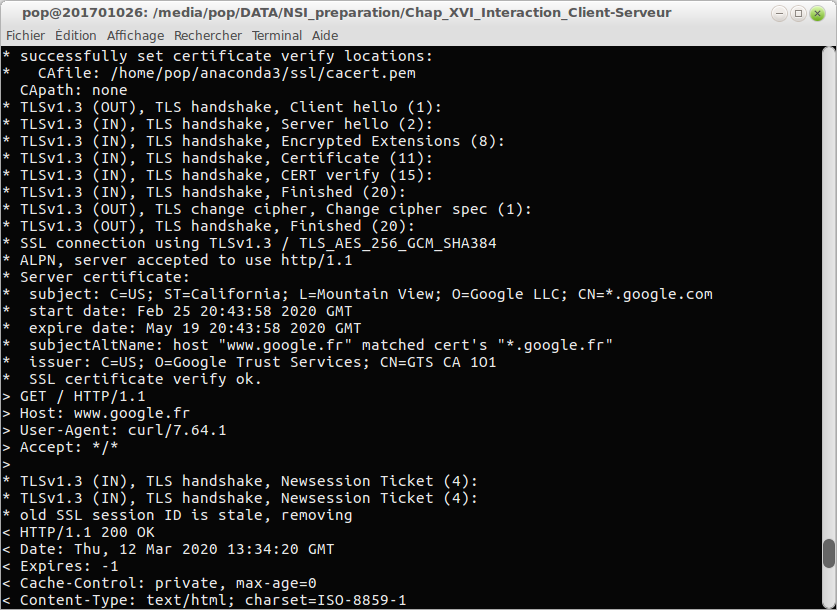 pop@201701026: /media/pop/DATA/NSI_preparation/Chap_XVI_Interaction_Client-Serveur
Fichier Édition Affichage Rechercher Terminal Aide
* successfully set certificate verify locations:
*   CAfile: /home/pop/anaconda3/ssl/cacert.pem
  CApath: none
* TLSv1.3 (OUT), TLS handshake, Client hello (1):
* TLSv1.3 (IN), TLS handshake, Server hello (2):
* TLSv1.3 (IN), TLS handshake, Encrypted Extensions (8):
* TLSv1.3 (IN), TLS handshake, Certificate (11):
* TLSv1.3 (IN), TLS handshake, CERT verify (15):
* TLSv1.3 (IN), TLS handshake, Finished (20):
* TLSv1.3 (OUT), TLS change cipher, Change cipher spec (1):
* TLSv1.3 (OUT), TLS handshake, Finished (20):
* SSL connection using TLSv1.3 / TLS_AES_256_GCM_SHA384
* ALPN, server accepted to use http/1.1
* Server certificate:
*  subject: C=US; ST=California; L=Mountain View; O=Google LLC; CN=*.google.com
*  start date: Feb 25 20:43:58 2020 GMT
*  expire date: May 19 20:43:58 2020 GMT
*  subjectAltName: host "www.google.fr" matched cert's "*.google.fr"
*  issuer: C=US; O=Google Trust Services; CN=GTS CA 1O1
*  SSL certificate verify ok.
> GET / HTTP/1.1
> Host: www.google.fr
> User-Agent: curl/7.64.1
> Accept: */*
>
* TLSv1.3 (IN), TLS handshake, Newsession Ticket (4):
* TLSv1.3 (IN), TLS handshake, Newsession Ticket (4):
* old SSL session ID is stale, removing
< HTTP/1.1 200 OK
< Date: Thu, 12 Mar 2020 13:34:20 GMT
< Expires: -1
< Cache-Control: private, max-age=0
< Content-Type: text/html; charset=ISO-8859-1